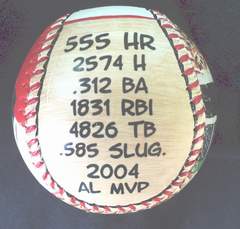 555 HR
2574 H
.312 BA
1831 RBI
4826 TB
.585 SLUG.
2004
AL MVP